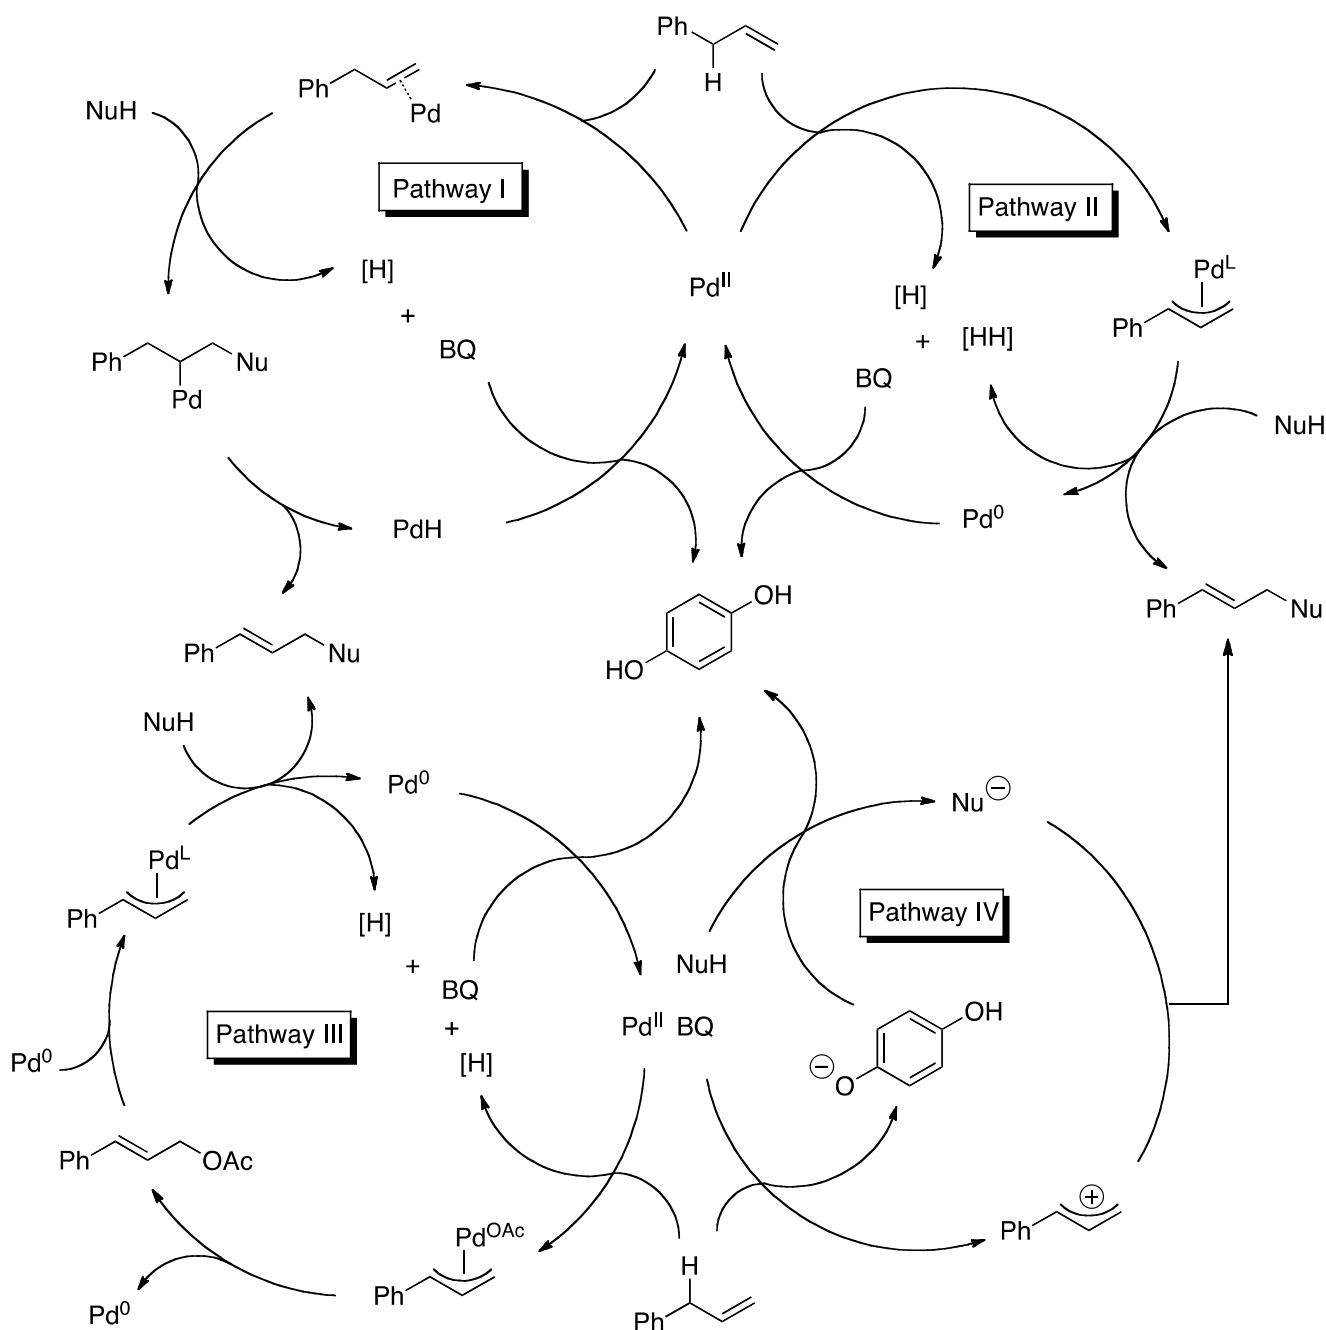 Ph
H
Ph
Pd
NuH
Pathway I
Pathway II
[H]
+
BQ
Pd^II
[H]
+
[HH]
BQ
Pd^L
Ph
Ph
Nu
Pd
NuH
PdH
Pd^0
OH
HO
Ph
Nu
Ph
Nu
NuH
Pd^0
Nu
−
Pd^L
Ph
[H]
+
BQ
+
[H]
Pathway IV
NuH
Pathway III
Pd^II BQ
OH
−
O
Pd^0
Ph
OAc
+
Ph
Pd^OAc
Ph
H
Ph
Pd^0